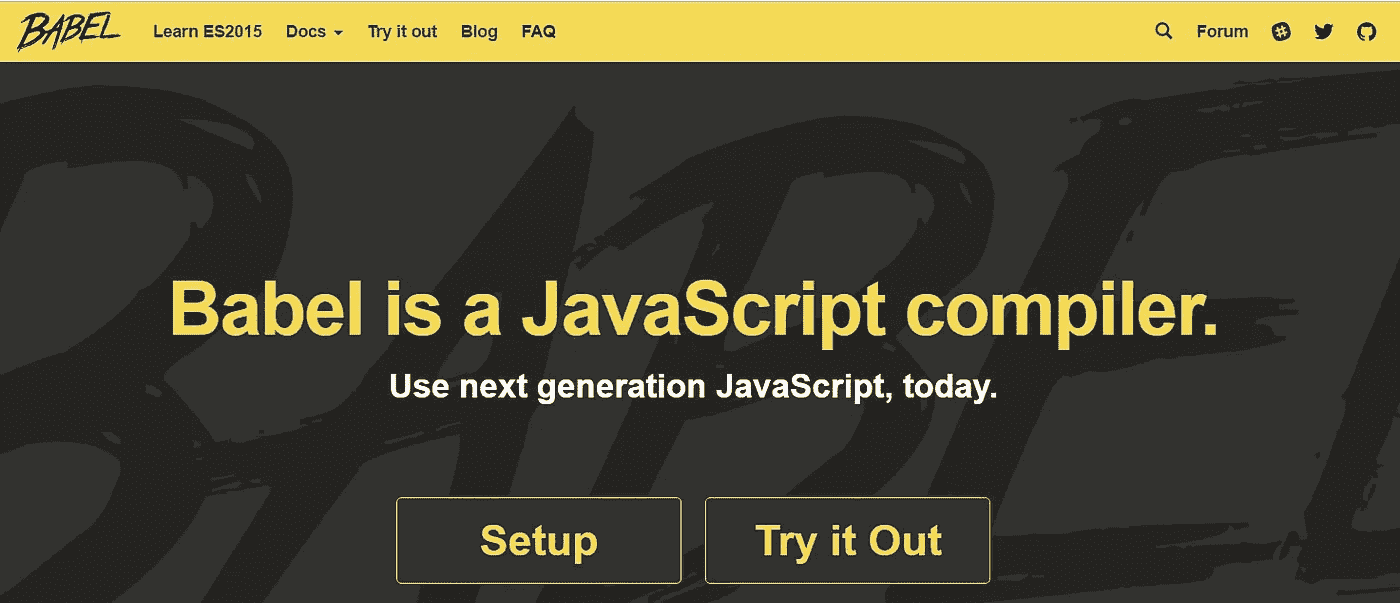 BABEL Learn ES2015 Docs Try it out Blog FAQ Forum
BABEL
Babel is a JavaScript compiler.
Use next generation JavaScript, today.
Setup Try it Out